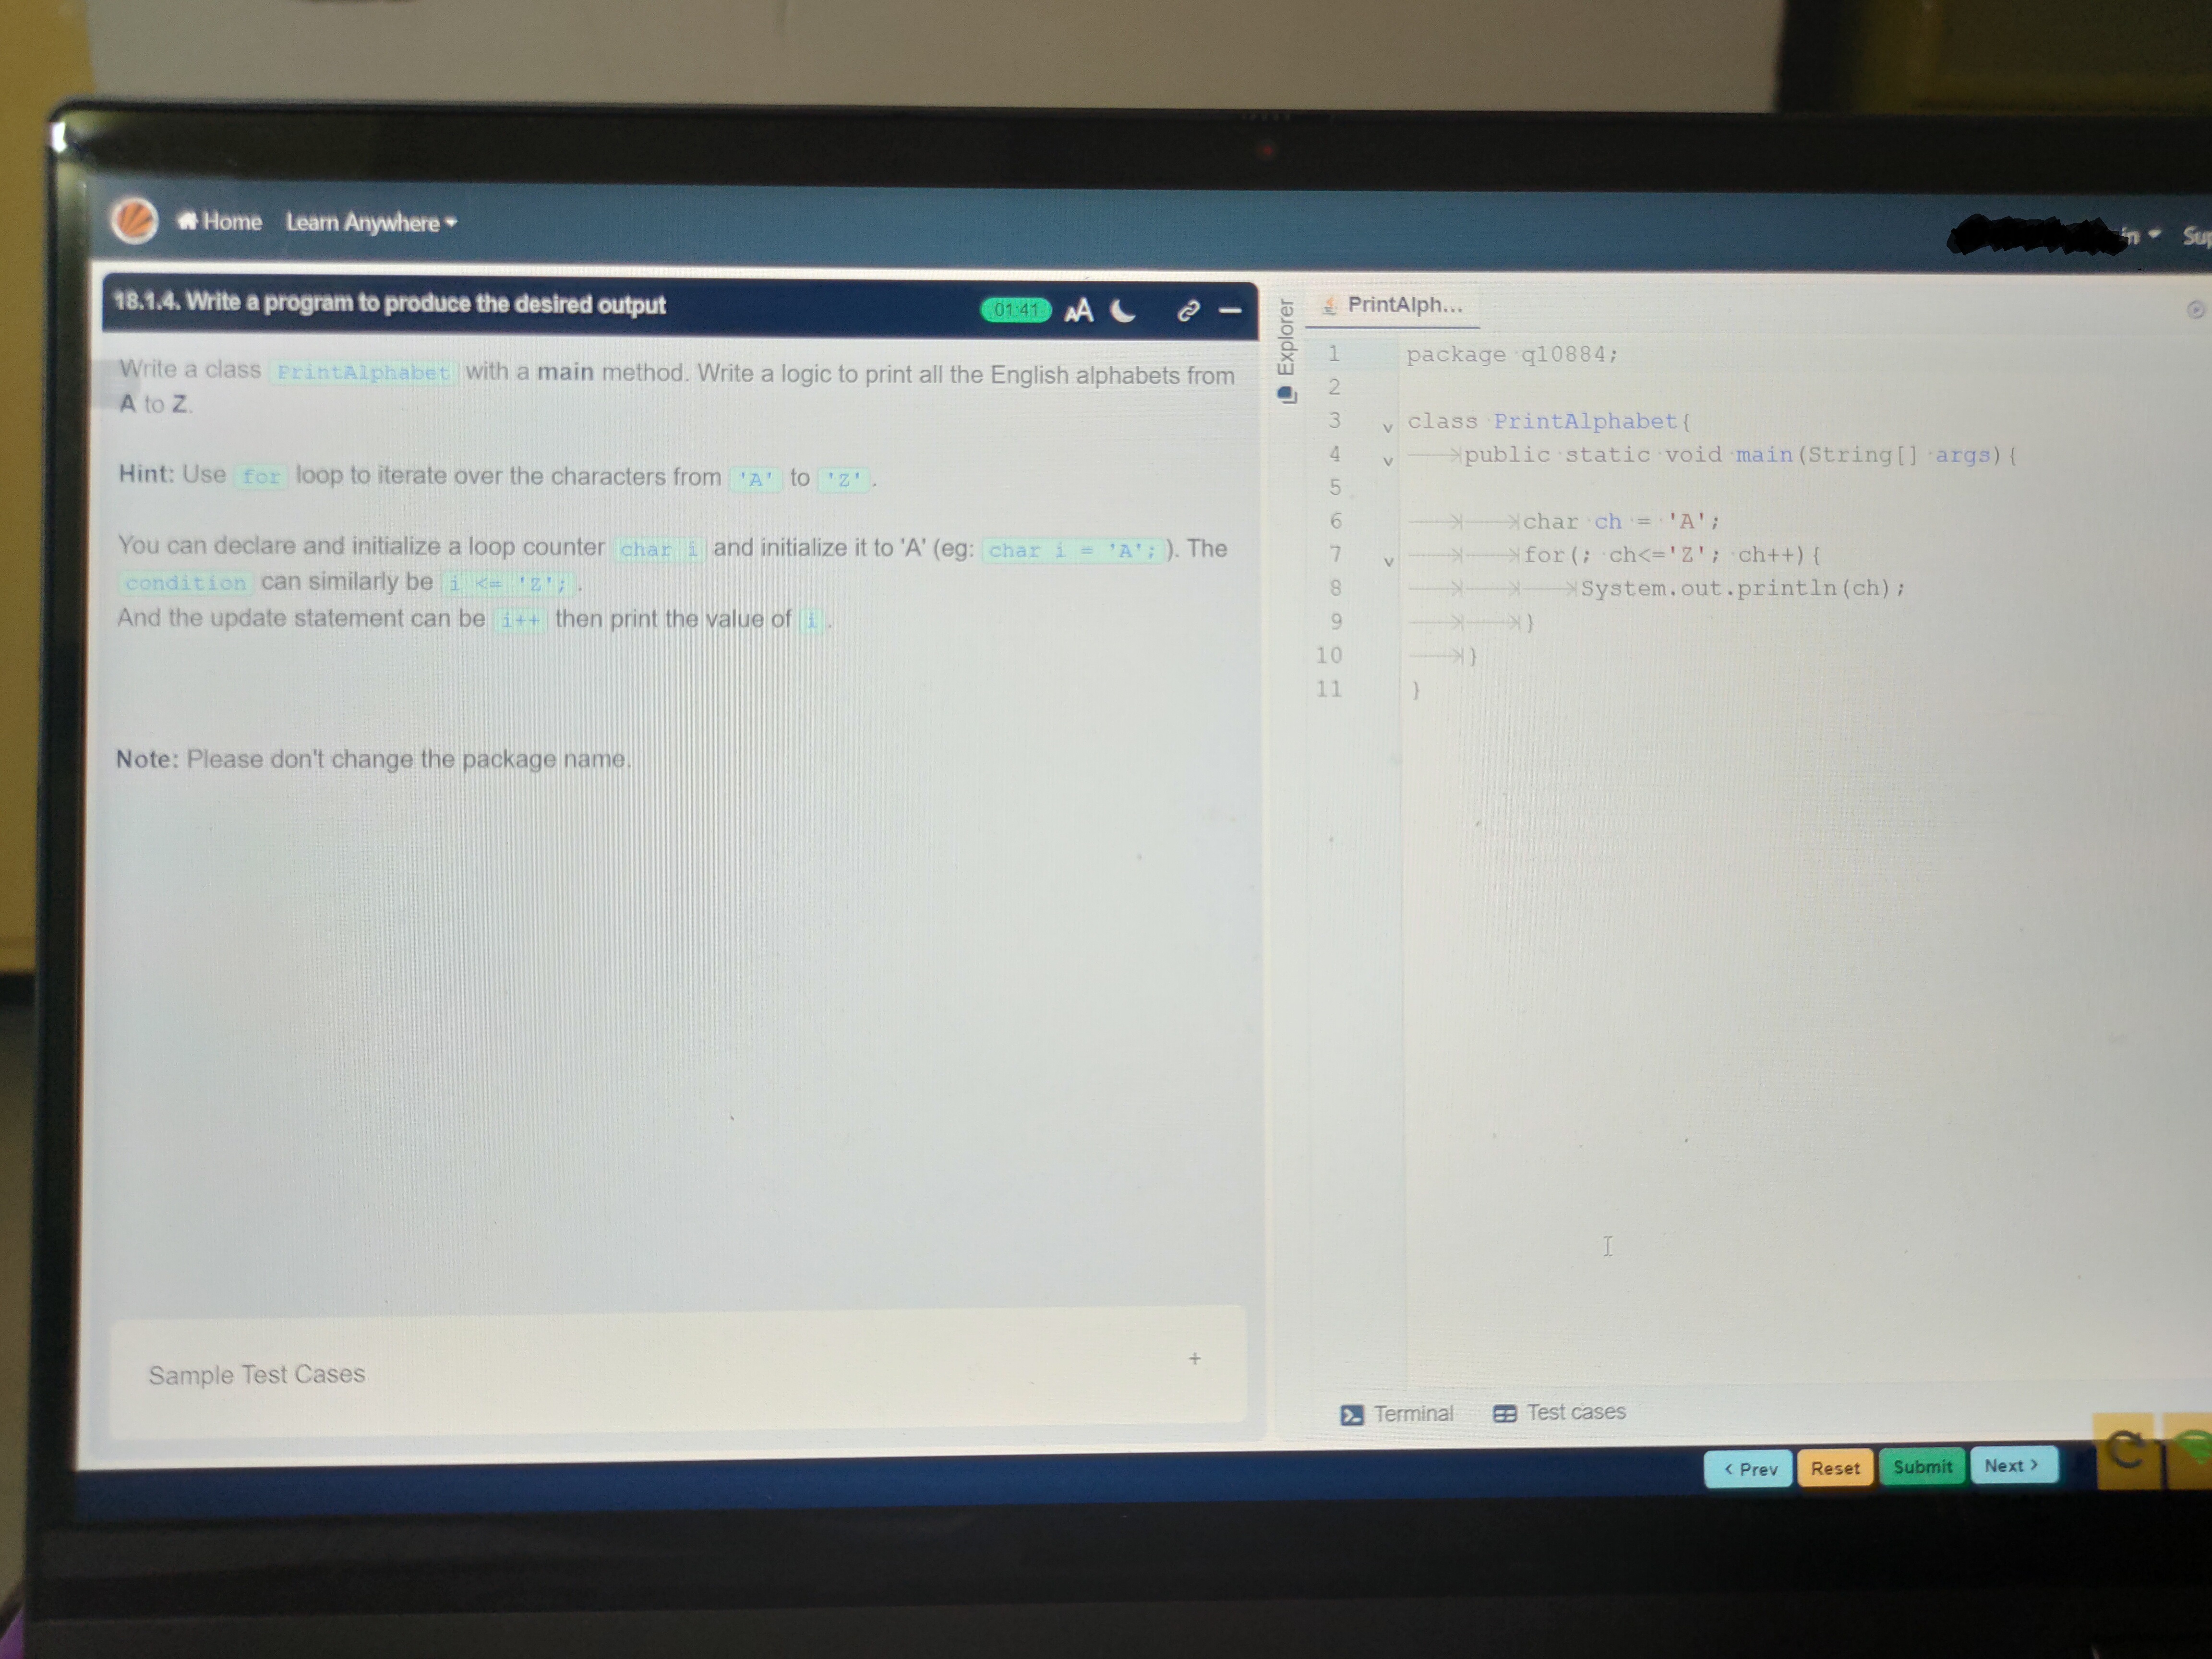 Home Learn Anywhere
18.1.4. Write a program to produce the desired output 01:41 AA
Write a class PrintAlphabet with a main method. Write a logic to print all the English alphabets from
A to Z.
Hint: Use for loop to iterate over the characters from 'A' to 'Z'.
You can declare and initialize a loop counter char i and initialize it to 'A' (eg: char i = 'A';). The
condition can similarly be i <= 'Z';.
And the update statement can be i++ then print the value of i.
Note: Please don't change the package name.
Sample Test Cases +
Explorer
PrintAlph...
1 package q10884;
2
3 class PrintAlphabet{
4 public static void main(String[] args){
5
6 char ch = 'A';
7 for(; ch<='Z'; ch++){
8 System.out.println(ch);
9 }
10 }
11 }
Terminal Test cases
< Prev Reset Submit Next >